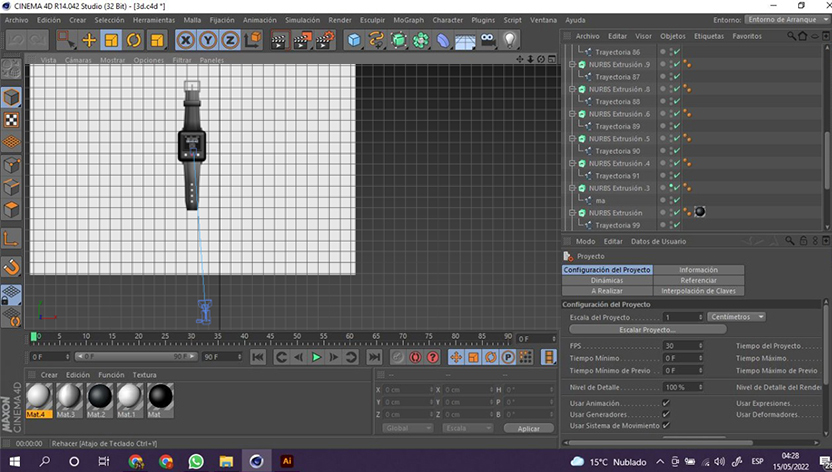 CINEMA 4D R14.042 Studio (32 Bit) - [3d.c4d *]
Archivo Edición Crear Selección Herramientas Malla Fijación Animación Simulación Render Esculpir MoGraph Character Plugins Script Ventana Ayuda Entorno: Entorno de Arranque
Archivo Editar Visor Objetos Etiquetas Favoritos
Vista Cámaras Mostrar Opciones Filtrar Paneles
Trayectoria 86
NURBS Extrusión .9
Trayectoria 87
NURBS Extrusión .8
Trayectoria 88
NURBS Extrusión .6
Trayectoria 89
NURBS Extrusión .5
Trayectoria 90
NURBS Extrusión .4
Trayectoria 91
NURBS Extrusión .3
ma
NURBS Extrusión
Trayectoria 99
Modo Editar Datos de Usuario
Proyecto
Configuración del Proyecto Información
Dinámicas Referenciar
A Realizar Interpolación de Claves
Configuración del Proyecto
Escala del Proyecto 1 Centímetros
Escalar Proyecto...
FPS 30 Tiempo del Proyecto
Tiempo Mínimo 0 F Tiempo Máximo
Tiempo Mínimo de Previo 0 F Tiempo Máximo de Previo
Nivel de Detalle 100 % Nivel de Detalle del Render
Usar Animación Usar Expresiones
Usar Generadores Usar Deformadores
Usar Sistema de Movimiento
0 5 10 15 20 25 30 35 40 45 50 55 60 65 70 75 80 85 90 0 F
0 F 0 F 90 F 90 F
Crear Edición Función Textura
Mat.4 Mat.3 Mat.2 Mat.1 Mat
X 0 cm X 0 cm H 0 °
Y 0 cm Y 0 cm P 0 °
Z 0 cm Z 0 cm B 0 °
Global Escala Aplicar
MAXON
CINEMA 4D
00:00:00 Rehacer [Atajo de Teclado Ctrl+Y]
Ai
15°C Nublado
ESP
04:28
15/05/2022